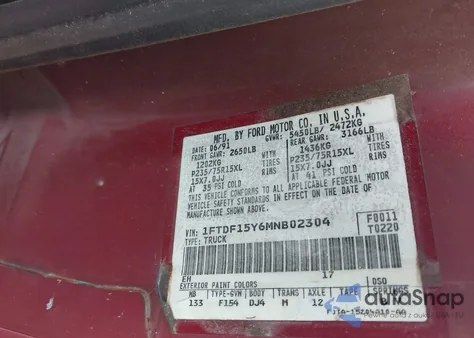 MFD. BY FORD MOTOR CO. IN U.S.A.
DATE: 06/91 GVWR: 5450LB/ 2472KG
FRONT GAWR: 2650LB REAR GAWR: 3166LB
1202KG WITH 1436KG WITH
P235/75R15XL TIRES P235/75R15XL TIRES
15X7.0JJ RIMS 15X7.0JJ RIMS
AT 35 PSI COLD AT 41 PSI COLD
THIS VEHICLE CONFORMS TO ALL APPLICABLE FEDERAL MOTOR
VEHICLE SAFETY STANDARDS IN EFFECT ON THE DATE OF
MANUFACTURE SHOWN ABOVE.
VIN: 1FTDF15Y6MNB02304 F0011
TYPE: TRUCK T0220
EH 17 DSO
EXTERIOR PAINT COLORS
WB TYPE-GVW BODY TRANS AXLE TAPE SPRINGS
133 F154 DJ4 M 12
autoSnap